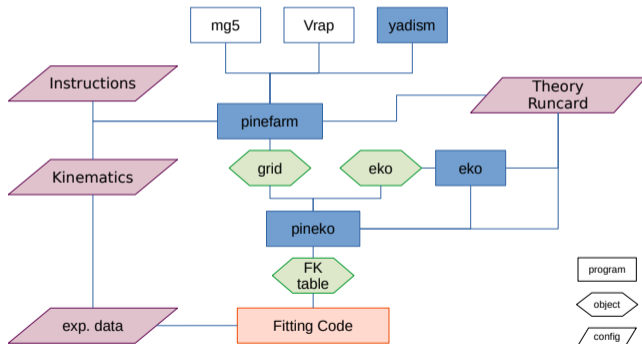 mg5
Vrap
yadism
Instructions
Theory
Runcard
pinefarm
Kinematics
grid
eko
eko
pineko
FK
table
program
object
exp. data
Fitting Code
config